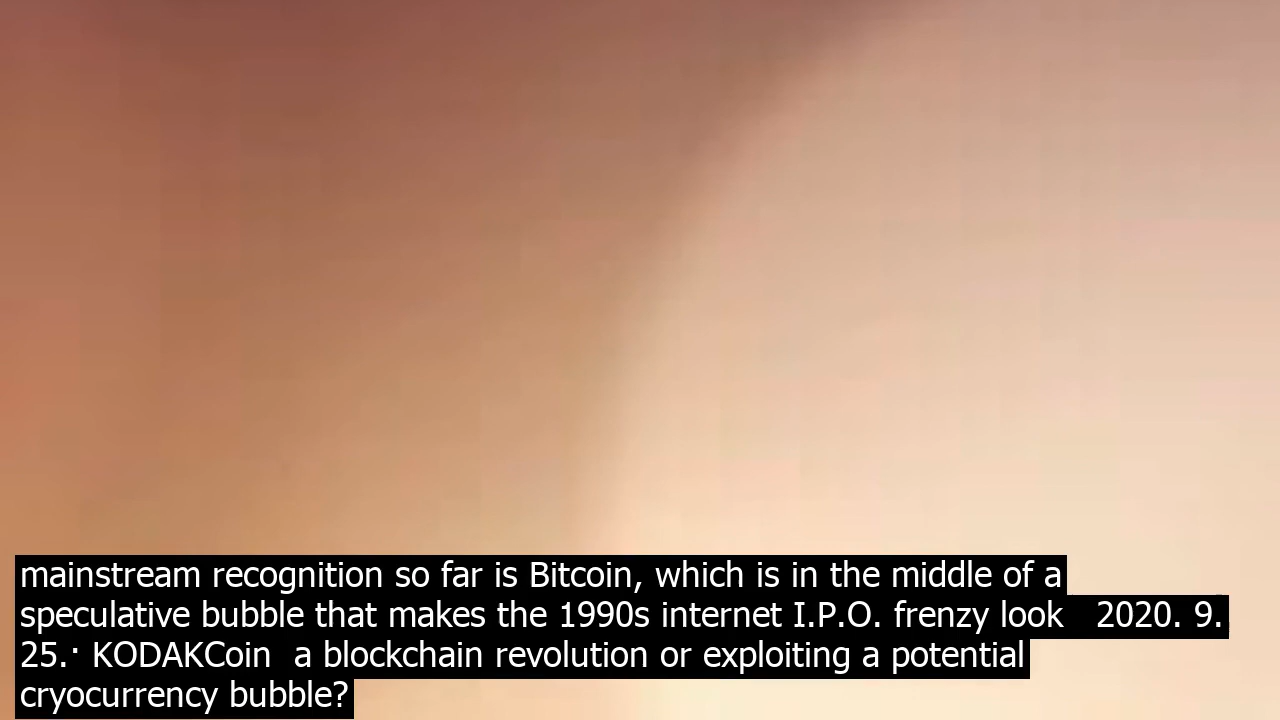 mainstream recognition so far is Bitcoin, which is in the middle of a
speculative bubble that makes the 1990s internet I.P.O. frenzy look   2020. 9.
25.· KODAKCoin  a blockchain revolution or exploiting a potential
cryocurrency bubble?